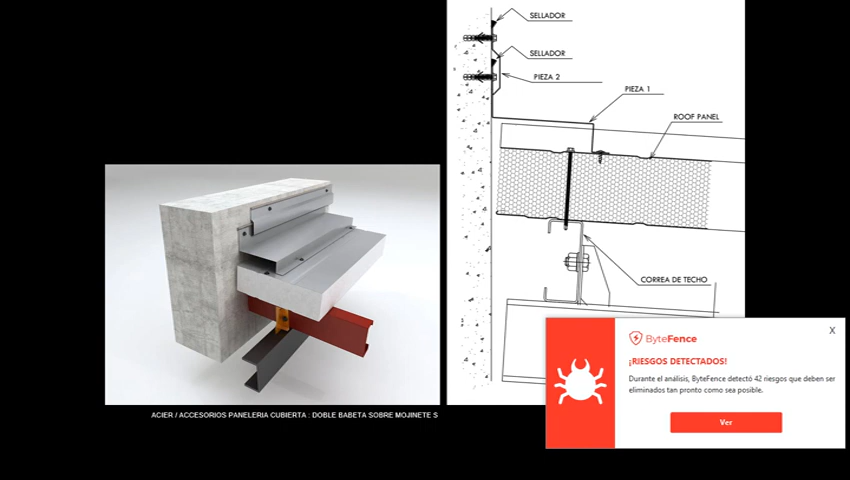 SELLADOR
SELLADOR
PIEZA 2
PIEZA 1
ROOF PANEL
CORREA DE TECHO
ACIER / ACCESORIOS PANELERIA CUBIERTA : DOBLE BABETA SOBRE MOJINETE S
X
ByteFence
¡RIESGOS DETECTADOS!
Durante el análisis, ByteFence detectó 42 riesgos que deben ser
eliminados tan pronto como sea posible.
Ver